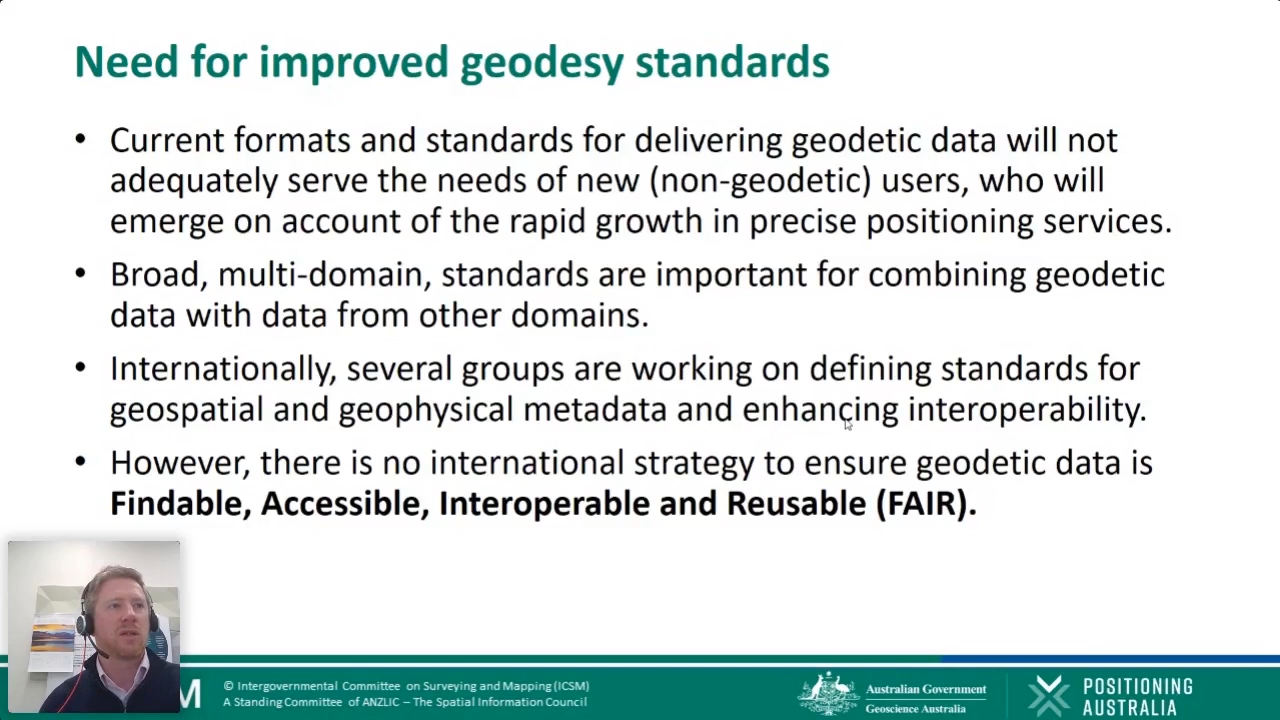 Need for improved geodesy standards
• Current formats and standards for delivering geodetic data will not
adequately serve the needs of new (non-geodetic) users, who will
emerge on account of the rapid growth in precise positioning services.
• Broad, multi-domain, standards are important for combining geodetic
data with data from other domains.
• Internationally, several groups are working on defining standards for
geospatial and geophysical metadata and enhancing interoperability.
• However, there is no international strategy to ensure geodetic data is
Findable, Accessible, Interoperable and Reusable (FAIR).
M
© Intergovernmental Committee on Surveying and Mapping (ICSM)
A Standing Committee of ANZLIC – The Spatial Information Council
Australian Government
Geoscience Australia
POSITIONING
AUSTRALIA